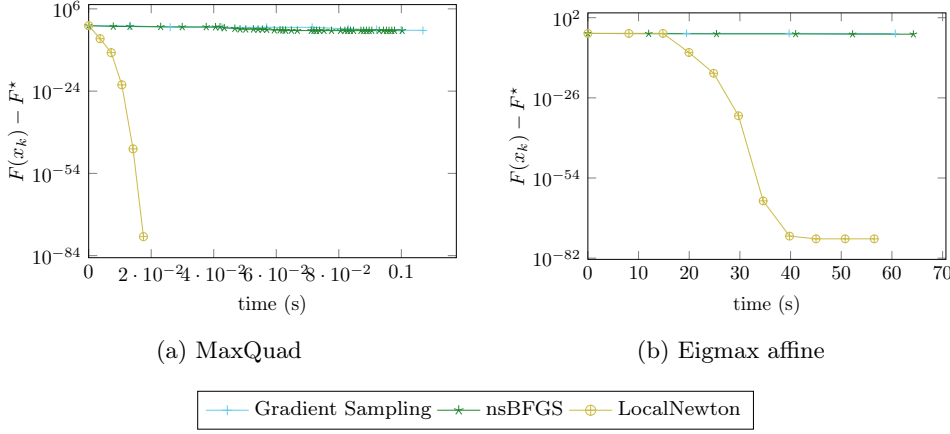 10^6
10^-24
10^-54
10^-84
F(x_k) − F^⋆
0 2·10^-2 4·10^-2 6·10^-2 8·10^-2 0.1
time (s)
(a) MaxQuad
10^2
10^-26
10^-54
10^-82
F(x_k) − F^⋆
0 10 20 30 40 50 60 70
time (s)
(b) Eigmax affine
Gradient Sampling nsBFGS LocalNewton